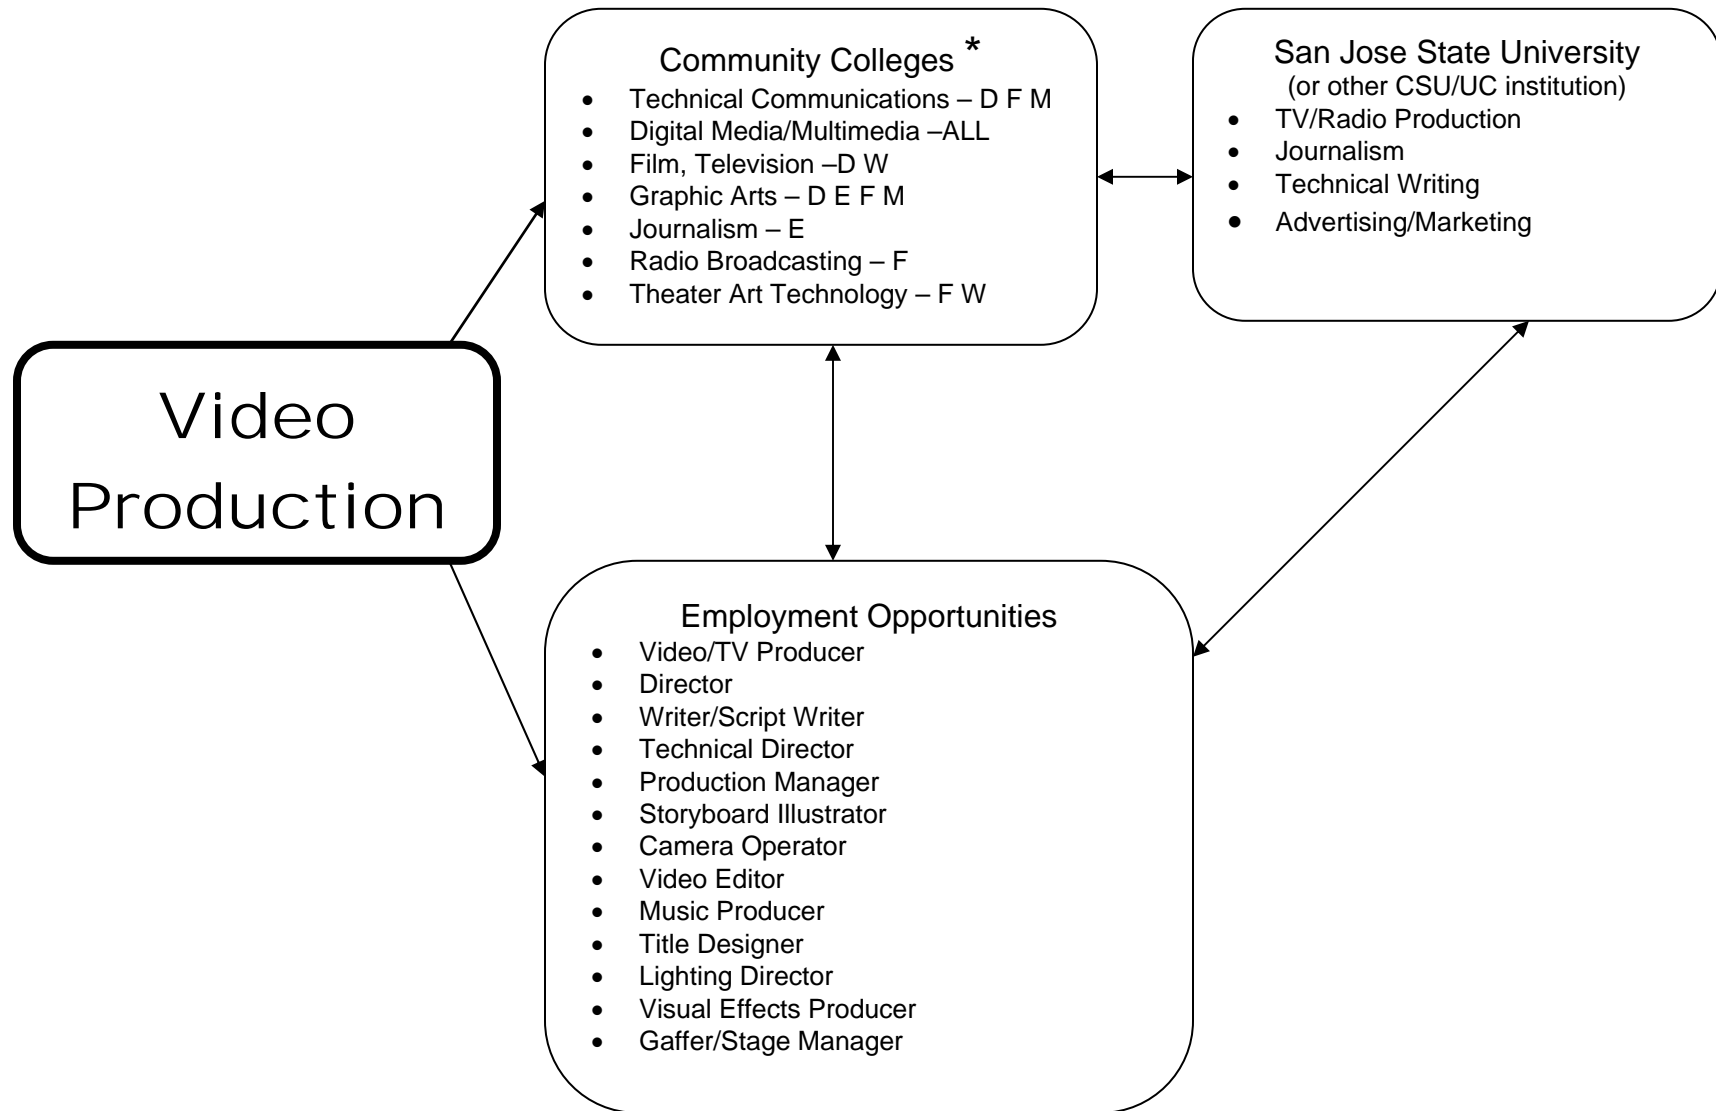 Video
Production
Community Colleges *
• Technical Communications – D F M
• Digital Media/Multimedia –ALL
• Film, Television –D W
• Graphic Arts – D E F M
• Journalism – E
• Radio Broadcasting – F
• Theater Art Technology – F W
San Jose State University
(or other CSU/UC institution)
• TV/Radio Production
• Journalism
• Technical Writing
• Advertising/Marketing
Employment Opportunities
• Video/TV Producer
• Director
• Writer/Script Writer
• Technical Director
• Production Manager
• Storyboard Illustrator
• Camera Operator
• Video Editor
• Music Producer
• Title Designer
• Lighting Director
• Visual Effects Producer
• Gaffer/Stage Manager